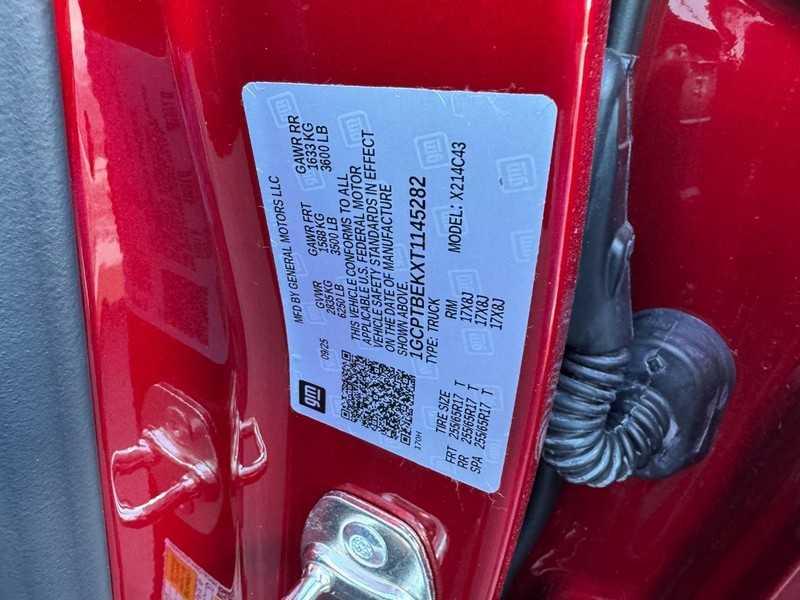 MFD BY GENERAL MOTORS LLC
09/25
GVWR GAWR FRT GAWR RR
2835 KG 1588 KG 1633 KG
6250 LB 3500 LB 3600 LB
THIS VEHICLE CONFORMS TO ALL
APPLICABLE U.S. FEDERAL MOTOR
VEHICLE SAFETY STANDARDS IN EFFECT
ON THE DATE OF MANUFACTURE
SHOWN ABOVE.
1GCPTBEKXT1145282
TYPE: TRUCK MODEL: X214C43
gm
170H
TIRE SIZE RIM
FRT 255/65R17 T 17X8J
RR 255/65R17 T 17X8J
SPA 255/65R17 T 17X8J